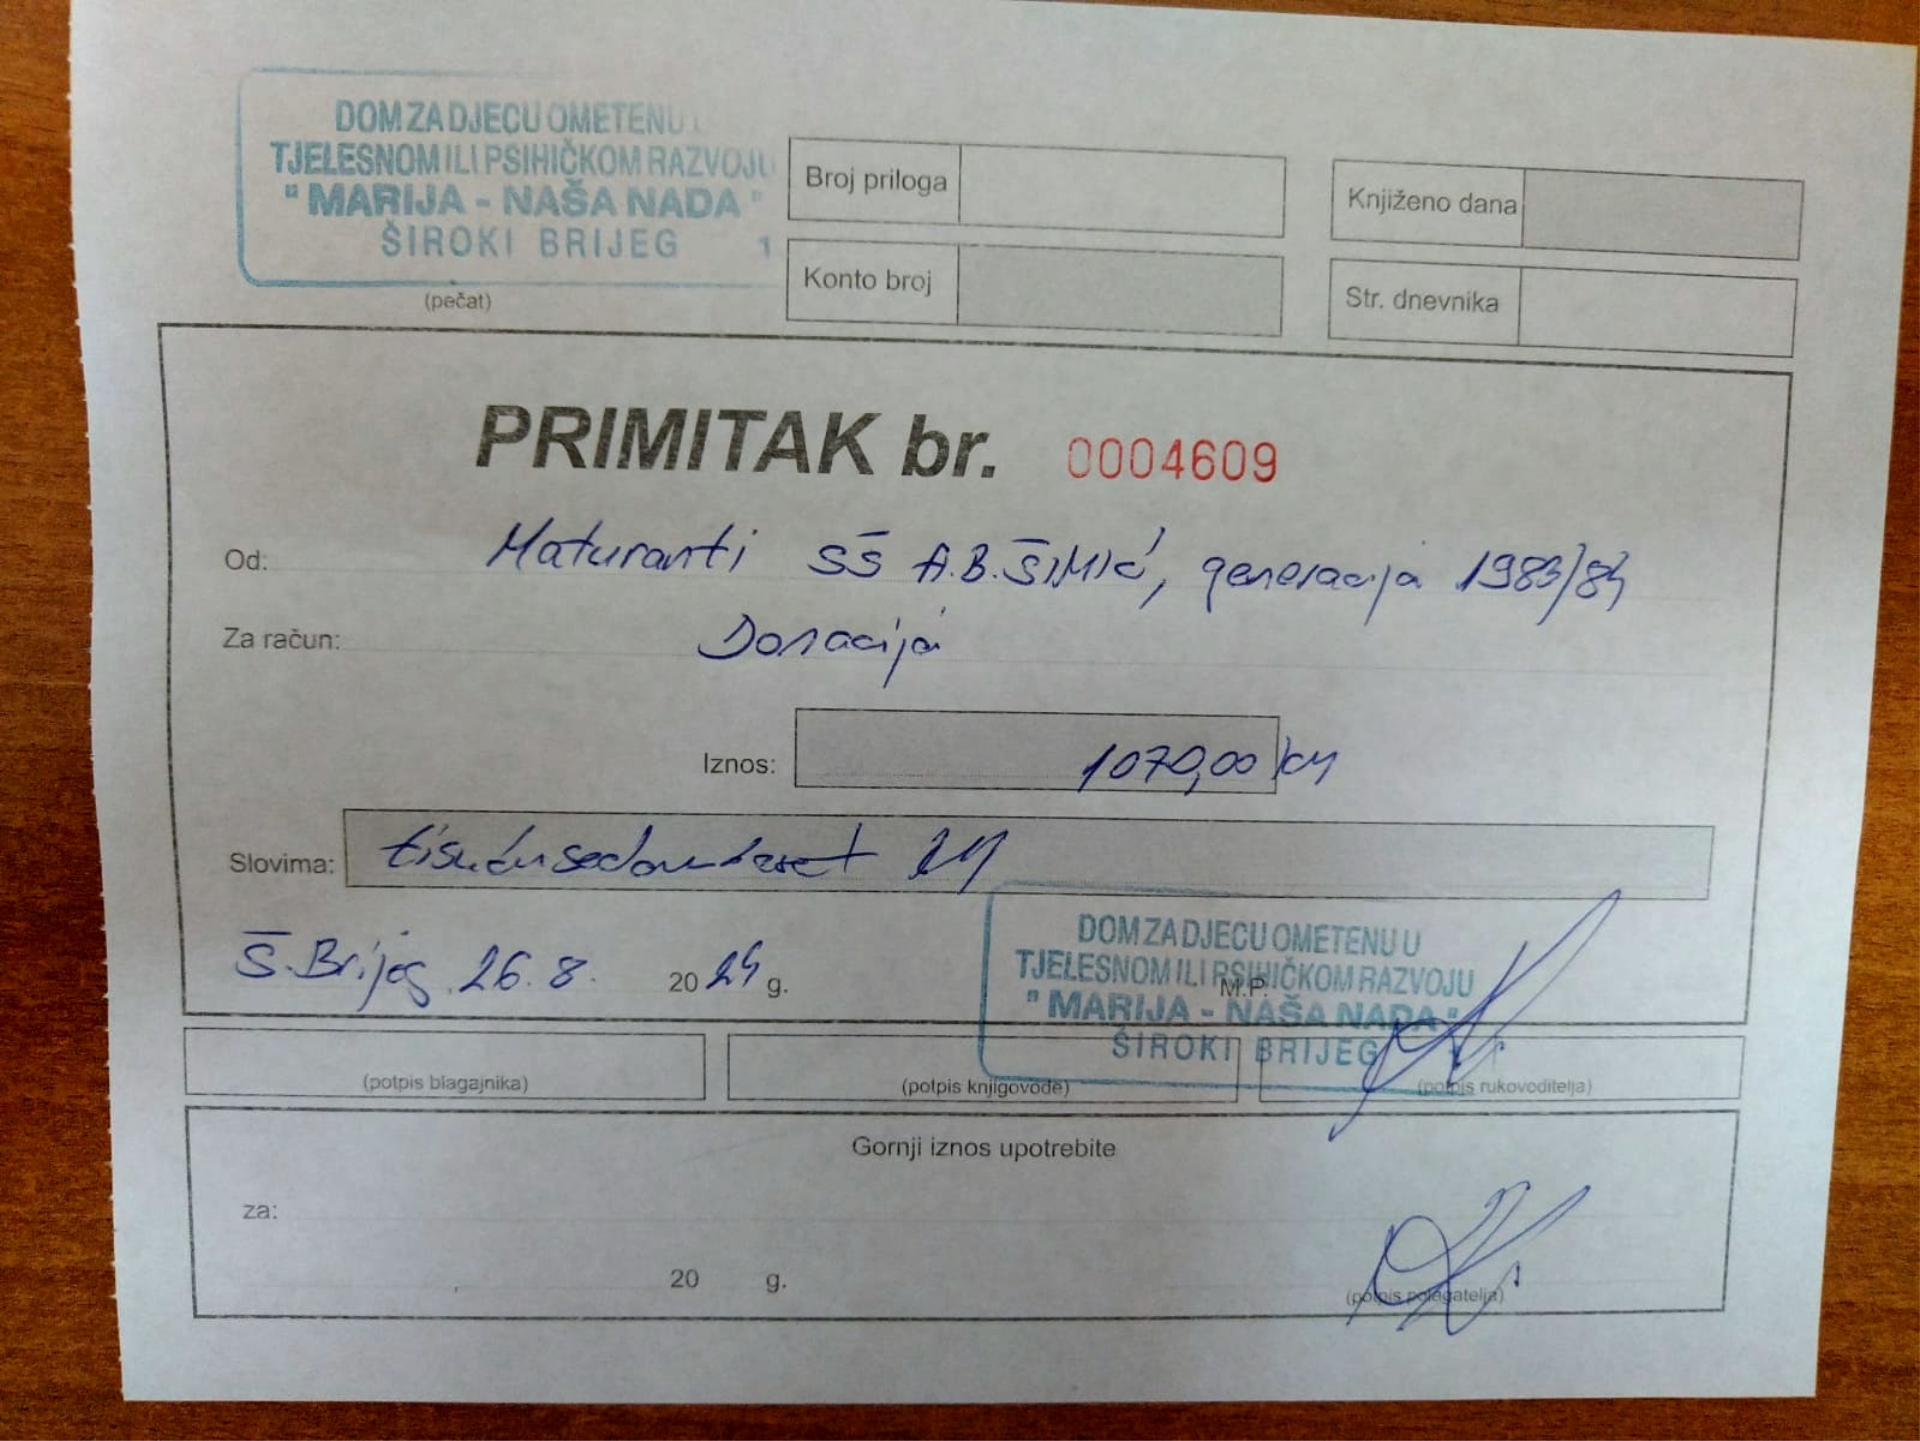 DOM ZA DJECU OMETENU
TJELESNOM ILI PSIHIČKOM RAZVOJU
"MARIJA - NAŠA NADA"
ŠIROKI BRIJEG 1
(pečat)
Broj priloga
Konto broj
Knjiženo dana
Str. dnevnika
PRIMITAK br. 0004609
Od: Maturanti SŠ A.B.ŠIMIĆ, generacija 1983/84
Za račun: Donacija
Iznos: 1070,00 KM
Slovima: tisućusedamdeset KM
Š.Brijeg 26.8. 2024 g.
DOM ZA DJECU OMETENU U
TJELESNOM ILI PSIHIČKOM RAZVOJU
M.P.
"MARIJA - NAŠA NADA"
ŠIROKI BRIJEG
(potpis blagajnika) (potpis knjigovođe) (potpis rukovoditelja)
Gornji iznos upotrebite
za:
20 g.
(potpis polagatelja)